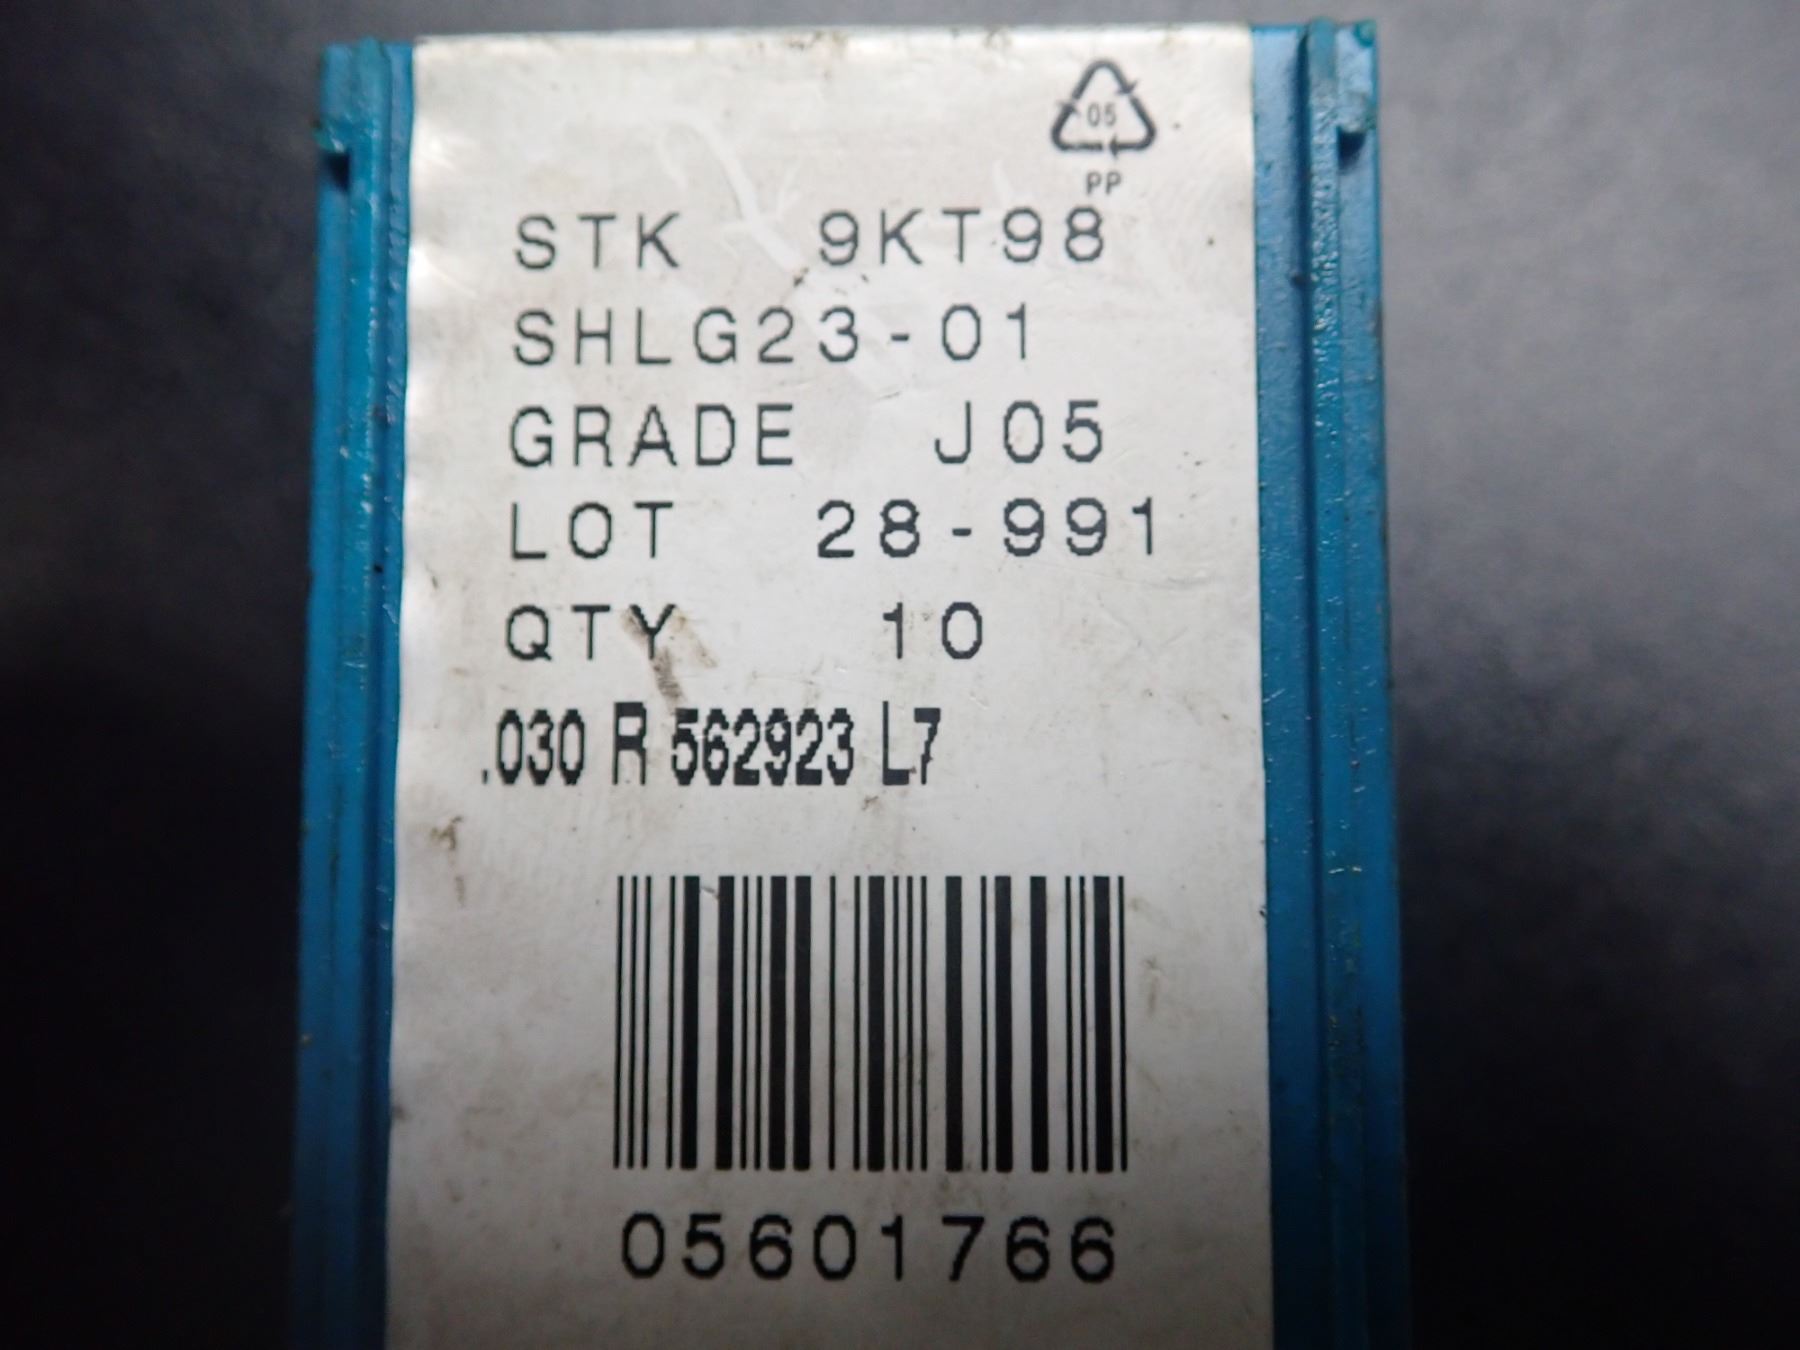 05
PP
STK 9KT98
SHLG23-01
GRADE J05
LOT 28-991
QTY 10
.030 R 562923 L7
05601766